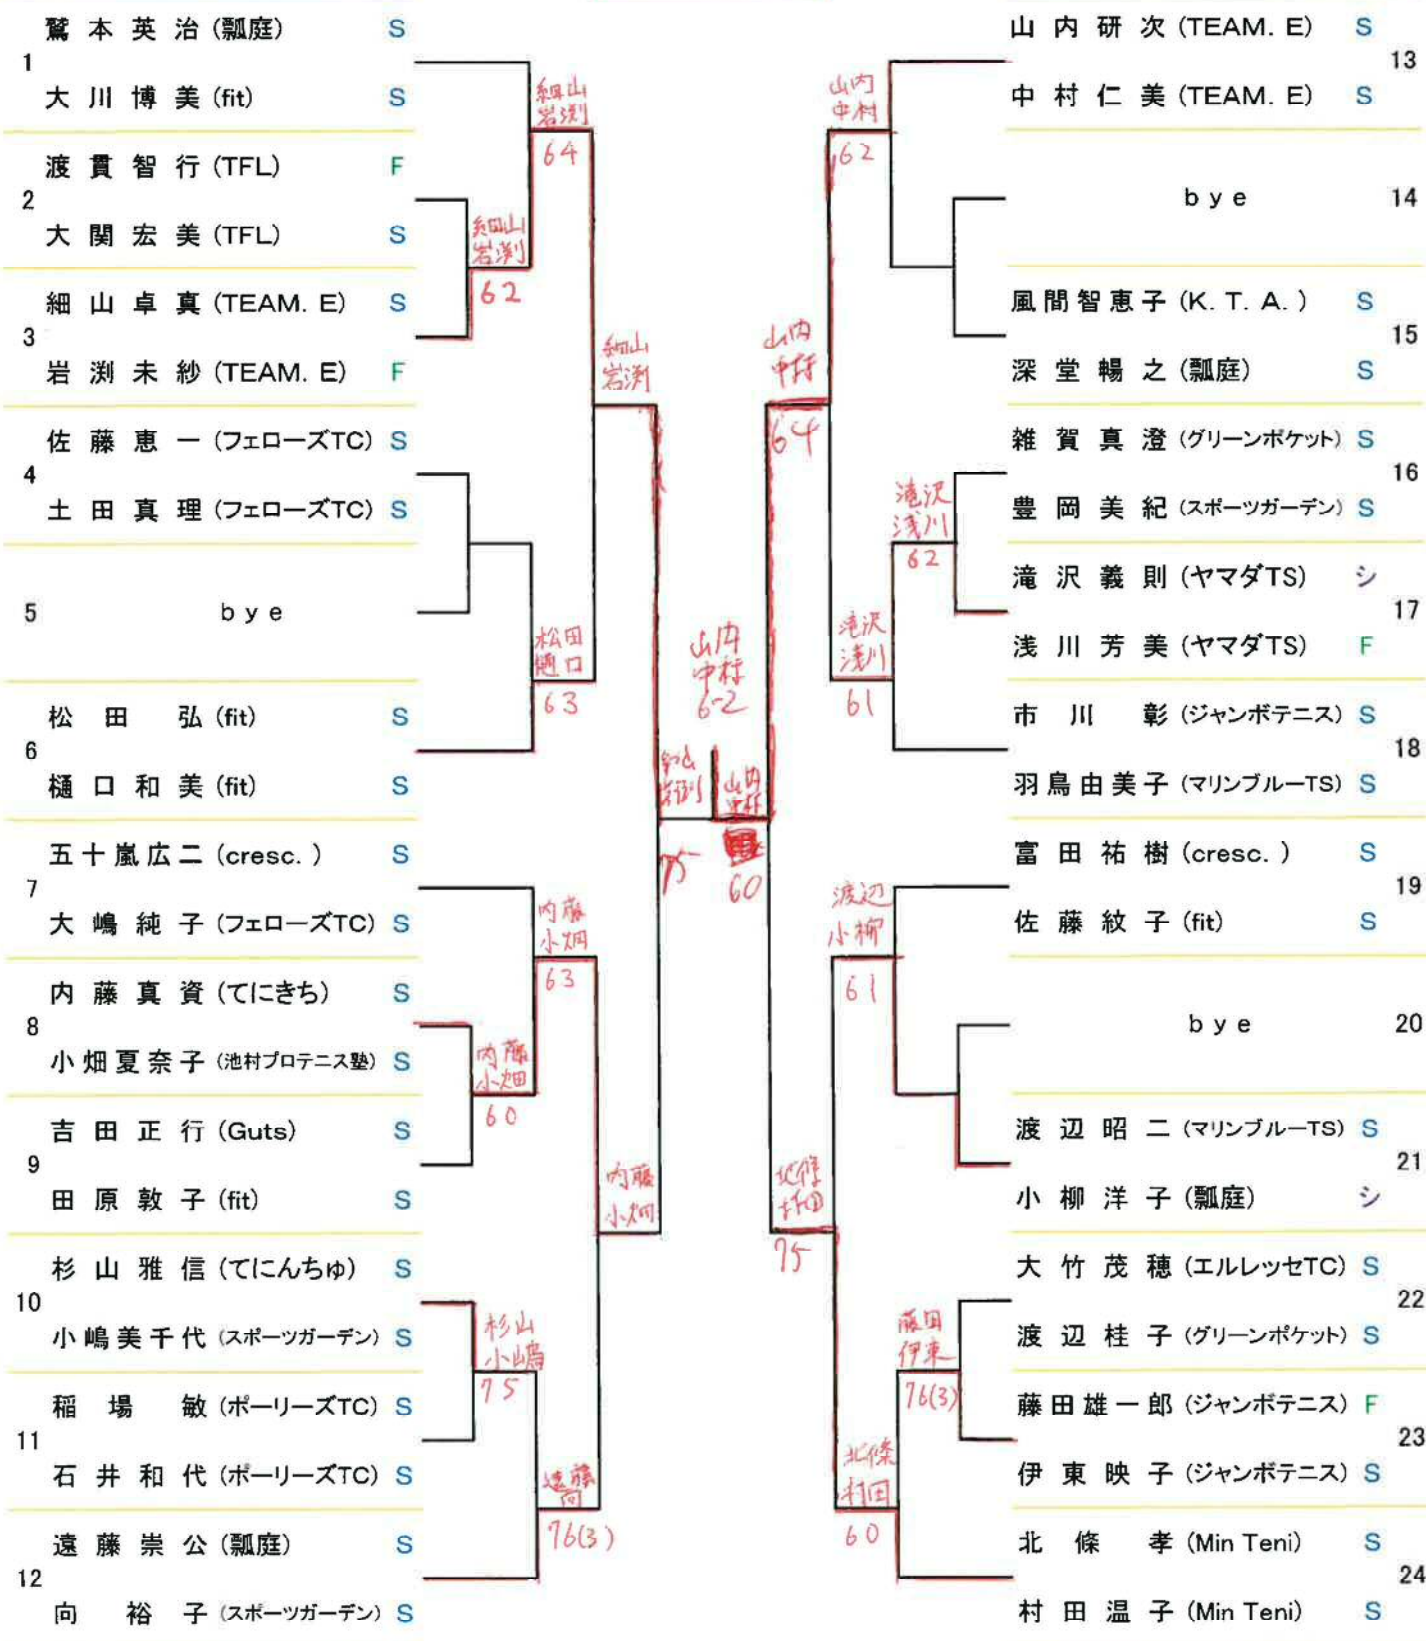 鷲本英治 (瓢庭) S
1
大川博美 (fit) S
渡貫智行 (TFL) F
2
大関宏美 (TFL) S
細山卓真 (TEAM. E) S
3
岩渕未紗 (TEAM. E) F
佐藤恵一 (フェローズTC) S
4
土田真理 (フェローズTC) S
5 bye
松田 弘 (fit) S
6
樋口和美 (fit) S
五十嵐広二 (cresc. ) S
7
大嶋純子 (フェローズTC) S
内藤真資 (てにきち) S
8
小畑夏奈子 (池村プロテニス塾) S
吉田正行 (Guts) S
9
田原敦子 (fit) S
杉山雅信 (てにんちゅ) S
10
小嶋美千代 (スポーツガーデン) S
稲場 敏 (ポーリーズTC) S
11
石井和代 (ポーリーズTC) S
遠藤崇公 (瓢庭) S
12
向 裕子 (スポーツガーデン) S
細山
岩渕
62
細山
岩渕
64
松田
樋口
63
細山
岩渕
内藤
小畑
60
内藤
小畑
63
杉山
小嶋
75
遠藤
向
76(3)
内藤
小畑
細山
岩渕
75
山内
中村
6-2
山内
中村
60
山内
中村
62
山内
中村
64
滝沢
浅川
62
滝沢
浅川
61
渡辺
小柳
61
北條
村田
75
藤田
伊東
76(3)
北條
村田
60
山内研次 (TEAM. E) S
13
中村仁美 (TEAM. E) S
bye 14
風間智恵子 (K. T. A. ) S
15
深堂暢之 (瓢庭) S
雑賀真澄 (グリーンポケット) S
16
豊岡美紀 (スポーツガーデン) S
滝沢義則 (ヤマダTS) シ
17
浅川芳美 (ヤマダTS) F
市川 彰 (ジャンボテニス) S
18
羽鳥由美子 (マリンブルーTS) S
富田祐樹 (cresc. ) S
19
佐藤紋子 (fit) S
bye 20
渡辺昭二 (マリンブルーTS) S
21
小柳洋子 (瓢庭) シ
大竹茂穂 (エルレッセTC) S
22
渡辺桂子 (グリーンポケット) S
藤田雄一郎 (ジャンボテニス) F
23
伊東映子 (ジャンボテニス) S
北條 孝 (Min Teni) S
24
村田温子 (Min Teni) S